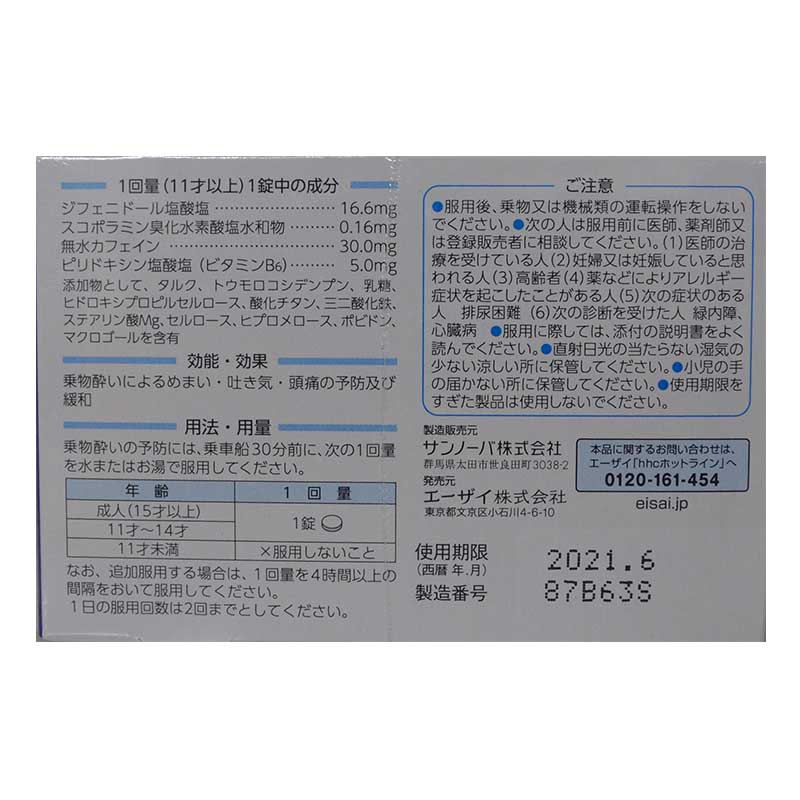 1回量(11才以上)1錠中の成分
ジフェニドール塩酸塩………………16.6mg
スコポラミン臭化水素酸塩水和物……0.16mg
無水カフェイン……………………30.0mg
ピリドキシン塩酸塩(ビタミンB6)……5.0mg
添加物として、タルク、トウモロコシデンプン、乳糖、
ヒドロキシプロピルセルロース、酸化チタン、三二酸化鉄、
ステアリン酸Mg、セルロース、ヒプロメロース、ポビドン、
マクロゴールを含有
効能・効果
乗物酔いによるめまい・吐き気・頭痛の予防及び
緩和
用法・用量
乗物酔いの予防には、乗車船30分前に、次の1回量
を水またはお湯で服用してください。
年齢 1回量
成人(15才以上) 1錠
11才〜14才
11才未満 ×服用しないこと
なお、追加服用する場合は、1回量を4時間以上の
間隔をおいて服用してください。
1日の服用回数は2回までとしてください。
ご注意
●服用後、乗物又は機械類の運転操作をしない
でください。●次の人は服用前に医師、薬剤師又
は登録販売者に相談してください。(1)医師の治
療を受けている人(2)妊婦又は妊娠していると思
われる人(3)高齢者(4)薬などによりアレルギー
症状を起こしたことがある人(5)次の症状のある
人 排尿困難 (6)次の診断を受けた人 緑内障、
心臓病 ●服用に際しては、添付の説明書をよく
読んでください。●直射日光の当たらない湿気の
少ない涼しい所に保管してください。●小児の手
の届かない所に保管してください。●使用期限を
すぎた製品は使用しないでください。
製造販売元
サンノーバ株式会社
群馬県太田市世良田町3038-2
発売元
エーザイ株式会社
東京都文京区小石川4-6-10
本品に関するお問い合わせは、
エーザイ「hhcホットライン」へ
0120-161-454
eisai.jp
使用期限 2021.6
(西暦 年.月)
製造番号 87B63S